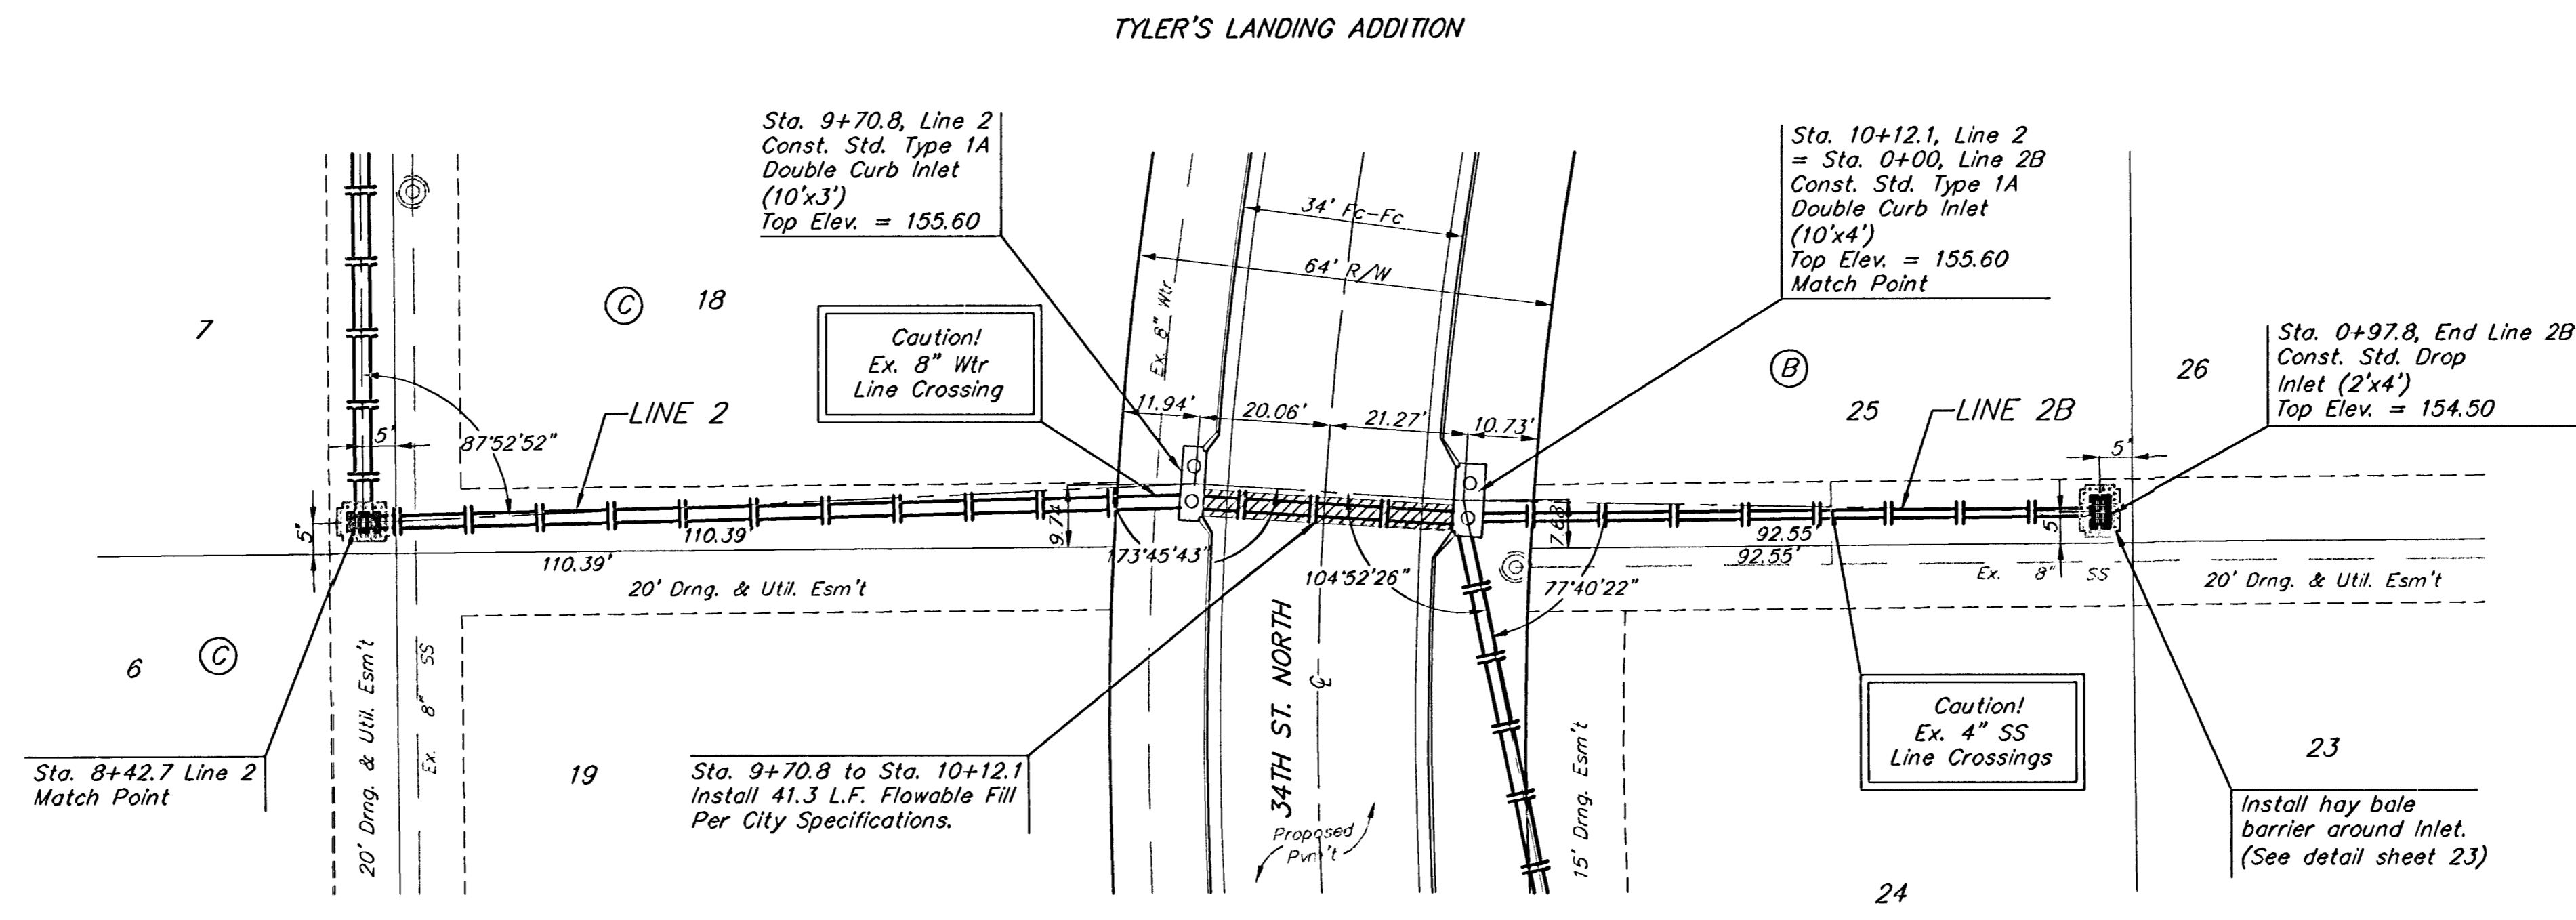 TYLER'S LANDING ADDITION
Sta. 9+70.8, Line 2
Const. Std. Type 1A
Double Curb Inlet
(10'x3')
Top Elev. = 155.60
Sta. 10+12.1, Line 2
= Sta. 0+00, Line 2B
Const. Std. Type 1A
Double Curb Inlet
(10'x4')
Top Elev. = 155.60
Match Point
34' Fc-Fc
64' R/W
Ex. 8" Wtr
7
C
18
Caution!
Ex. 8" Wtr
Line Crossing
B
26
25
Sta. 0+97.8, End Line 2B
Const. Std. Drop
Inlet (2'x4')
Top Elev. = 154.50
11.94'
20.06'
21.27'
10.73'
LINE 2
LINE 2B
5'
87°52'52"
5'
5'
9.74'
7.68'
5'
110.39'
110.39'
173°45'43"
104°52'26"
77°40'22"
92.55'
92.55'
20' Drng. & Util. Esm't
Ex. 8" SS
20' Drng. & Util. Esm't
6
C
20' Drng. & Util. Esm't
Ex. 8" SS
34TH ST. NORTH
℄
15' Drng. Esm't
Caution!
Ex. 4" SS
Line Crossings
23
Sta. 8+42.7 Line 2
Match Point
19
Sta. 9+70.8 to Sta. 10+12.1
Install 41.3 L.F. Flowable Fill
Per City Specifications.
Proposed
Pvm't
Install hay bale
barrier around Inlet.
(See detail sheet 23)
24